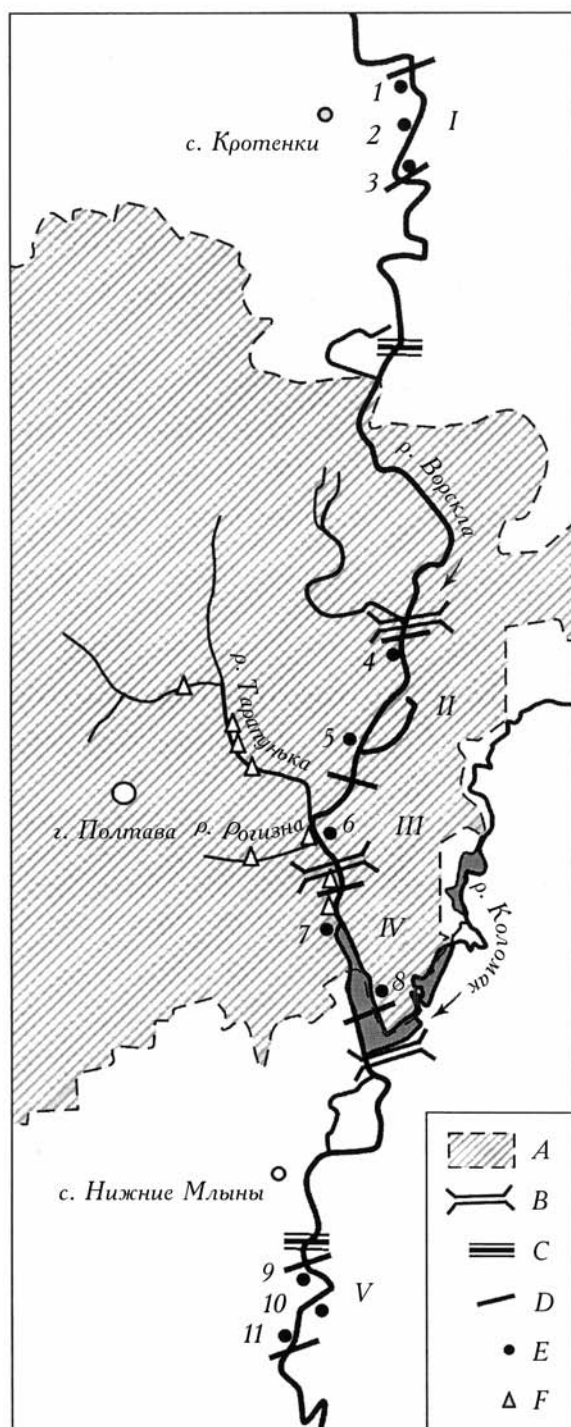 1
2
I
с. Кротенки
3
р. Ворскла
4
II
р. Тарапунька
5
г. Полтава
р. Рогизна
6
III
р. Коломак
7
IV
8
с. Нижние Млыны
9
10
V
11
A
B
C
D
E
F